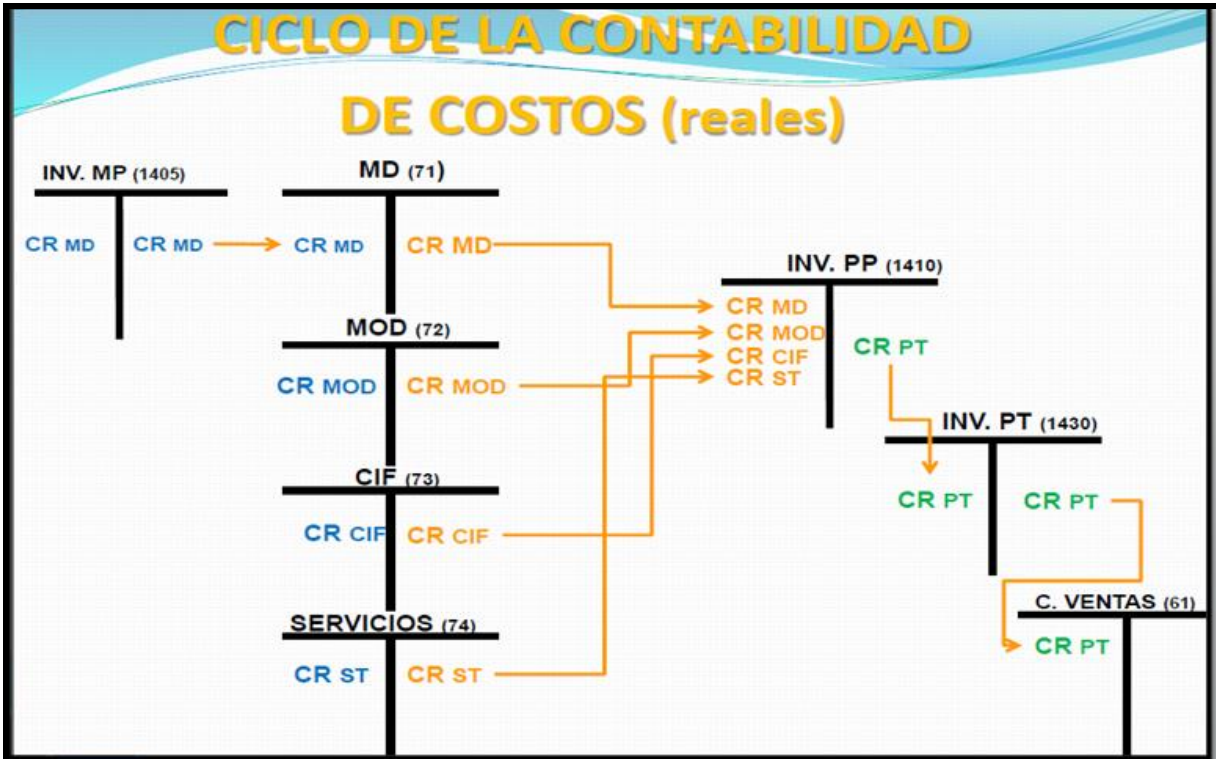 CICLO DE LA CONTABILIDAD
DE COSTOS (reales)
INV. MP (1405)
CR MD CR MD
MD (71)
CR MD CR MD
MOD (72)
CR MOD CR MOD
CIF (73)
CR CIF CR CIF
SERVICIOS (74)
CR ST CR ST
INV. PP (1410)
CR MD
CR MOD
CR CIF
CR ST
CR PT
INV. PT (1430)
CR PT CR PT
C. VENTAS (61)
CR PT